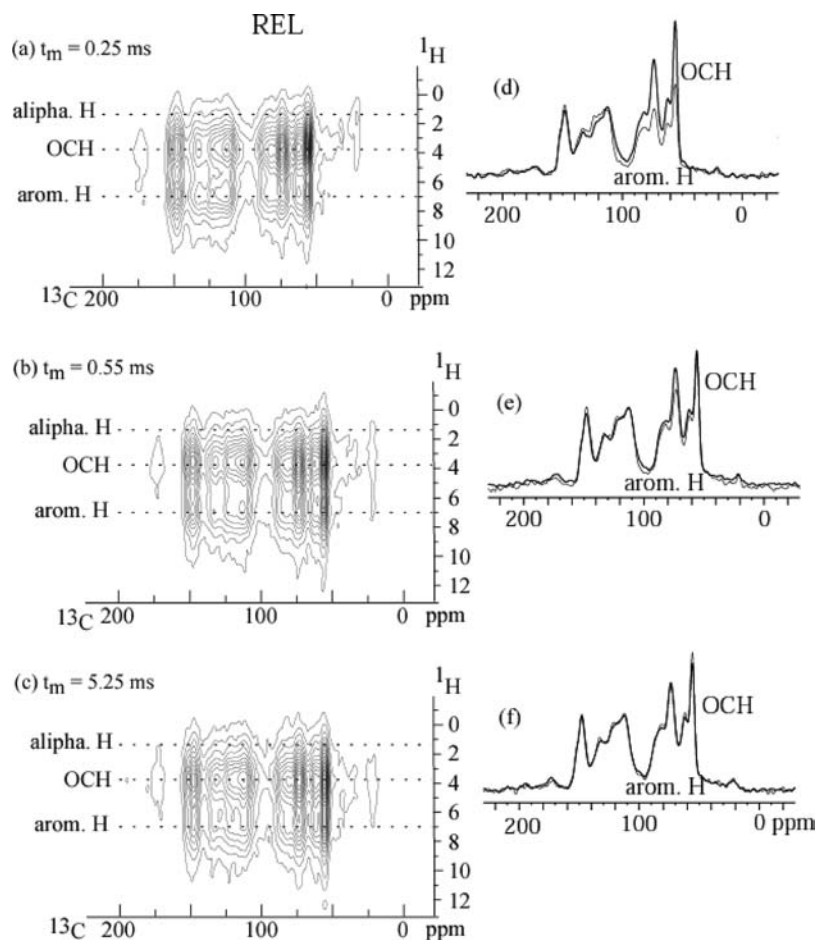 REL
(a) tm = 0.25 ms
1H
alipha. H
OCH
arom. H
0
2
4
6
8
10
12
13C 200 100 0 ppm
(d)
OCH
arom. H
200 100 0
(b) tm = 0.55 ms
1H
alipha. H
OCH
arom. H
0
2
4
6
8
10
12
13C 200 100 0 ppm
(e)
OCH
arom. H
200 100 0
(c) tm = 5.25 ms
1H
alipha. H
OCH
arom. H
0
2
4
6
8
10
12
13C 200 100 0 ppm
(f)
OCH
arom. H
200 100 0 ppm